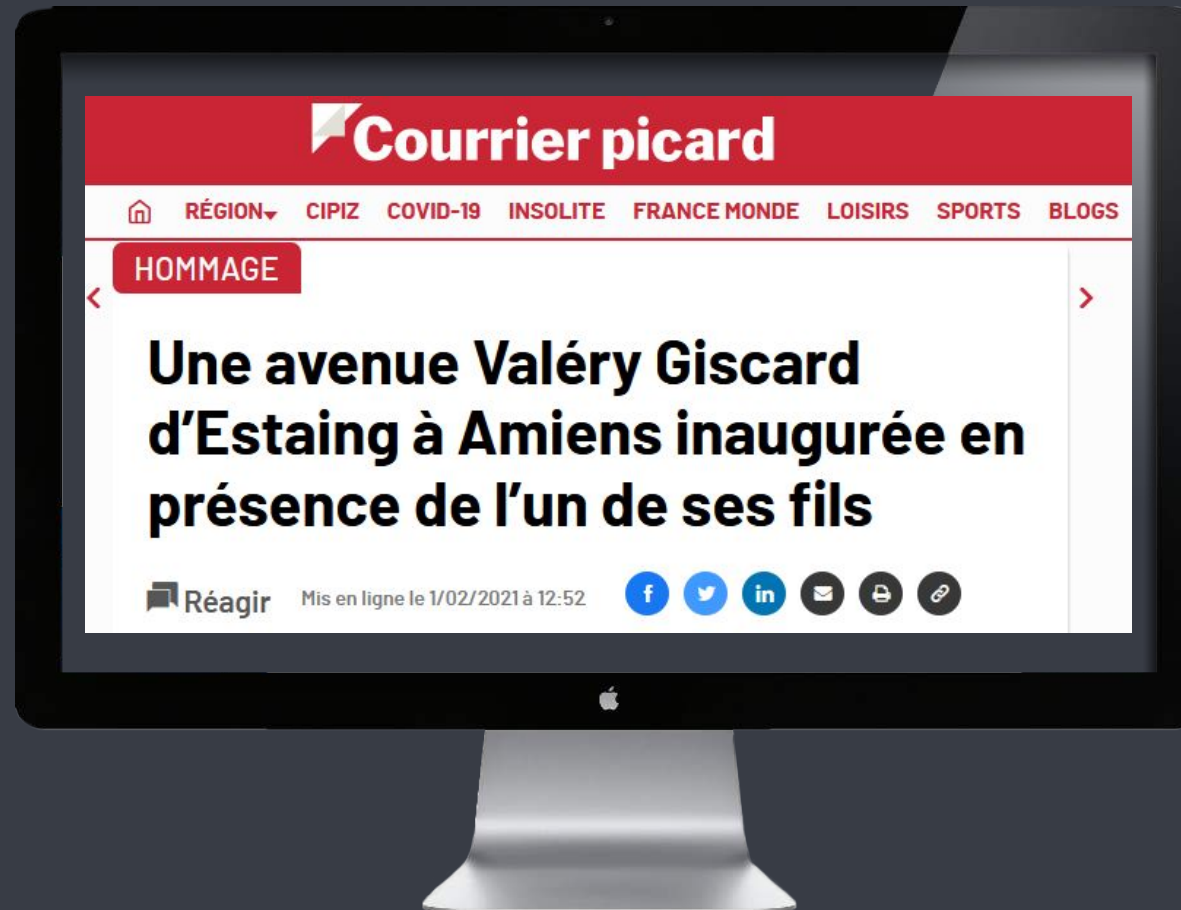 Courrier picard
RÉGION CIPIZ COVID-19 INSOLITE FRANCE MONDE LOISIRS SPORTS BLOGS
HOMMAGE
Une avenue Valéry Giscard
d'Estaing à Amiens inaugurée en
présence de l'un de ses fils
Réagir Mis en ligne le 1/02/2021 à 12:52 f in